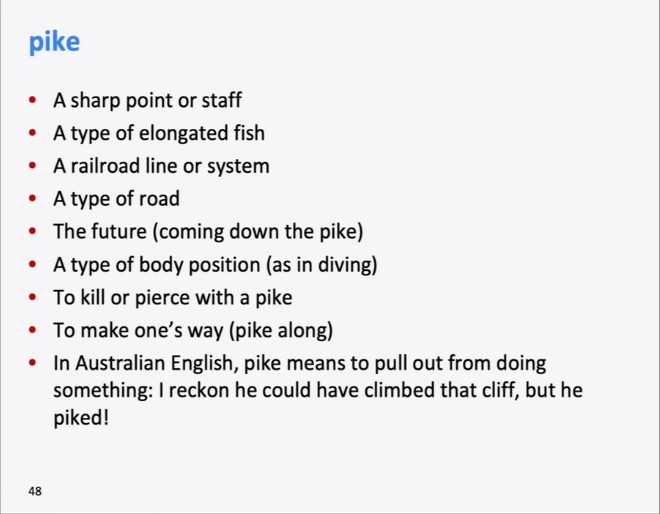 pike
• A sharp point or staff
• A type of elongated fish
• A railroad line or system
• A type of road
• The future (coming down the pike)
• A type of body position (as in diving)
• To kill or pierce with a pike
• To make one’s way (pike along)
• In Australian English, pike means to pull out from doing
something: I reckon he could have climbed that cliff, but he
piked!
48